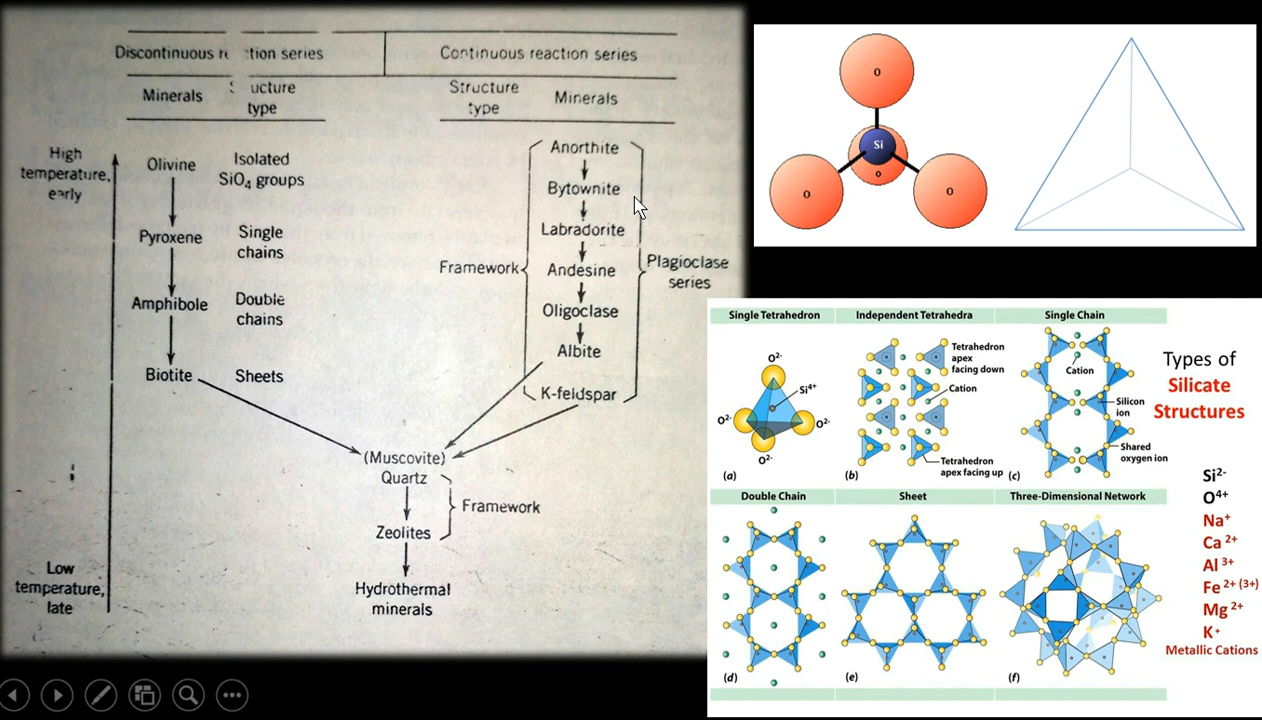 Discontinuous re tion series
Continuous reaction series
Minerals
ucture
type
Structure
type
Minerals
High
temperature,
early
Olivine
Isolated
SiO₄ groups
Pyroxene
Single
chains
Amphibole
Double
chains
Biotite
Sheets
Anorthite
Bytownite
Labradorite
Framework
Andesine
Plagioclase
series
Oligoclase
Albite
K-feldspar
(Muscovite)
Quartz
Framework
Zeolites
Low
temperature,
late
Hydrothermal
minerals
O
Si
O
O
O
Single Tetrahedron
Independent Tetrahedra
Single Chain
O²⁻
Si⁴⁺
O²⁻
O²⁻
O²⁻
(a)
Tetrahedron
apex
facing down
Cation
Tetrahedron
apex facing up
(b)
Cation
Silicon
ion
Shared
oxygen ion
(c)
Types of
Silicate
Structures
Double Chain
Sheet
Three-Dimensional Network
(d)
(e)
(f)
Si²⁻
O⁴⁺
Na⁺
Ca ²⁺
Al ³⁺
Fe ²⁺ ⁽³⁺⁾
Mg ²⁺
K⁺
Metallic Cations